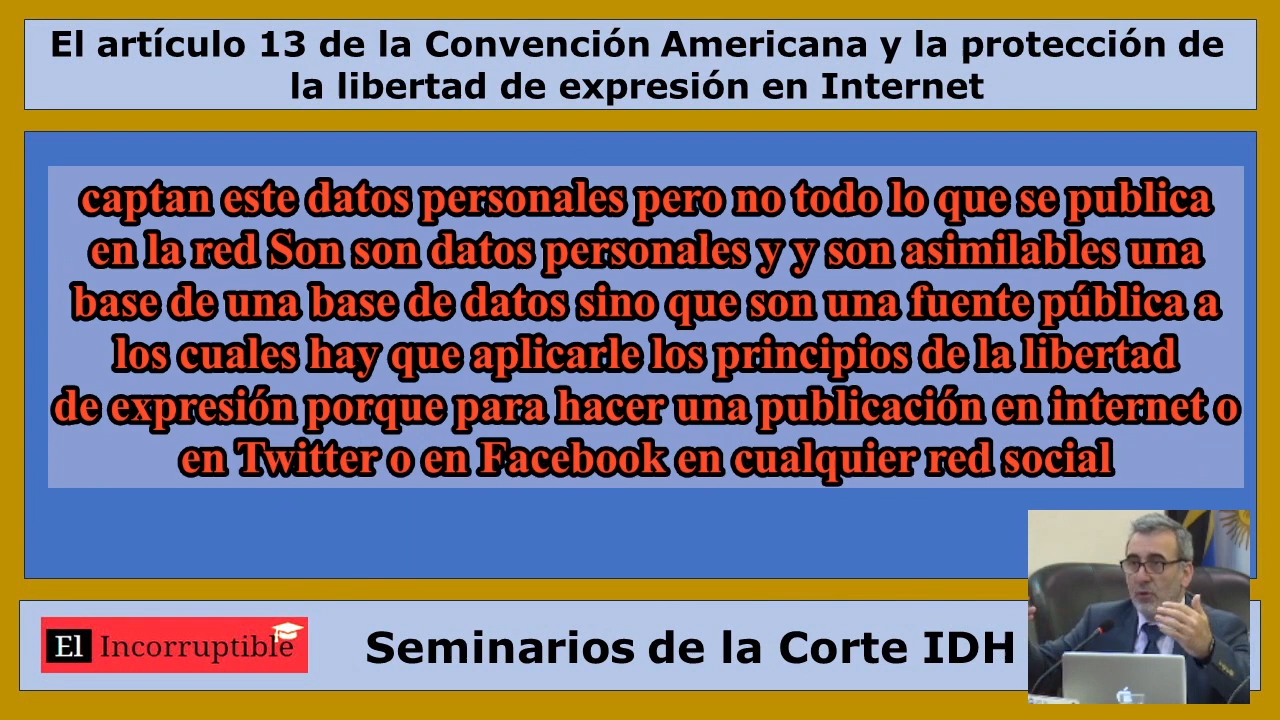 El artículo 13 de la Convención Americana y la protección de
la libertad de expresión en Internet
captan este datos personales pero no todo lo que se publica
en la red Son son datos personales y y son asimilables una
base de una base de datos sino que son una fuente pública a
los cuales hay que aplicarle los principios de la libertad
de expresión porque para hacer una publicación en internet o
en Twitter o en Facebook en cualquier red social
El Incorruptible
Seminarios de la Corte IDH